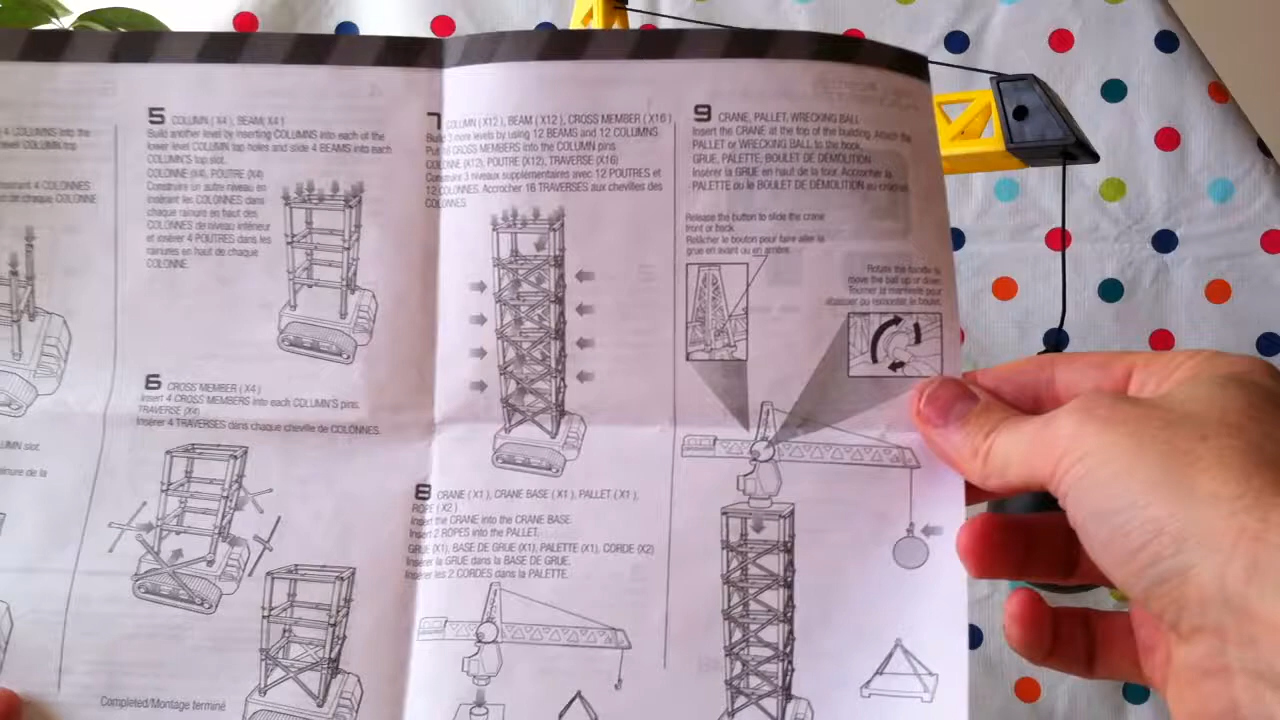 4 COLUMNS into the
COLUMN top
4 COLONNES
chaque COLONNE
slot.
de la
5 COLUMN (X4), BEAM(X4)
Build another level by inserting COLUMNS into each of the
lower level COLUMN top holes and slide 4 BEAMS into each
COLUMN'S top slot.
COLONNE (X4), POUTRE (X4)
Construire un autre niveau en
insérant les COLONNES dans
chaque rainure en haut des
COLONNES de niveau inférieur
et insérer 4 POUTRES dans les
rainures en haut de chaque
COLONNE.
6 CROSS MEMBER (X4)
Insert 4 CROSS MEMBERS into each COLUMN'S pins.
TRAVERSE (X4)
Insérer 4 TRAVERSES dans chaque cheville de COLONNES.
Completed/Montage terminé
7 COLUMN (X12), BEAM (X12), CROSS MEMBER (X16)
Build 3 more levels by using 12 BEAMS and 12 COLUMNS
CROSS MEMBERS into the COLUMN pins.
COLONNE (X12), POUTRE (X12), TRAVERSE (X16)
Construire 3 niveaux supplémentaires avec 12 POUTRES et
12 COLONNES. Accrocher 16 TRAVERSES aux chevilles des
COLONNES
8 CRANE (X1), CRANE BASE (X1), PALLET (X1),
ROPE (X2)
Insert the CRANE into the CRANE BASE.
Insert 2 ROPES into the PALLET.
GRUE (X1), BASE DE GRUE (X1), PALETTE (X1), CORDE (X2)
Insérer la GRUE dans la BASE DE GRUE.
Insérer les 2 CORDES dans la PALETTE.
9 CRANE, PALLET, WRECKING BALL
Insert the CRANE at the top of the building. Attach the
PALLET or WRECKING BALL to the hook.
GRUE, PALETTE, BOULET DE DÉMOLITION
Insérer la GRUE en haut de la tour. Accrocher la
PALETTE ou le BOULET DE DÉMOLITION au
Release the button to slide the crane
front or back.
Relâcher le bouton pour faire aller la
grue en avant ou en arrière.
Rotate the handle to
move the ball up or down.
Tourner la manivelle pour
abaisser ou remonter le boulet.